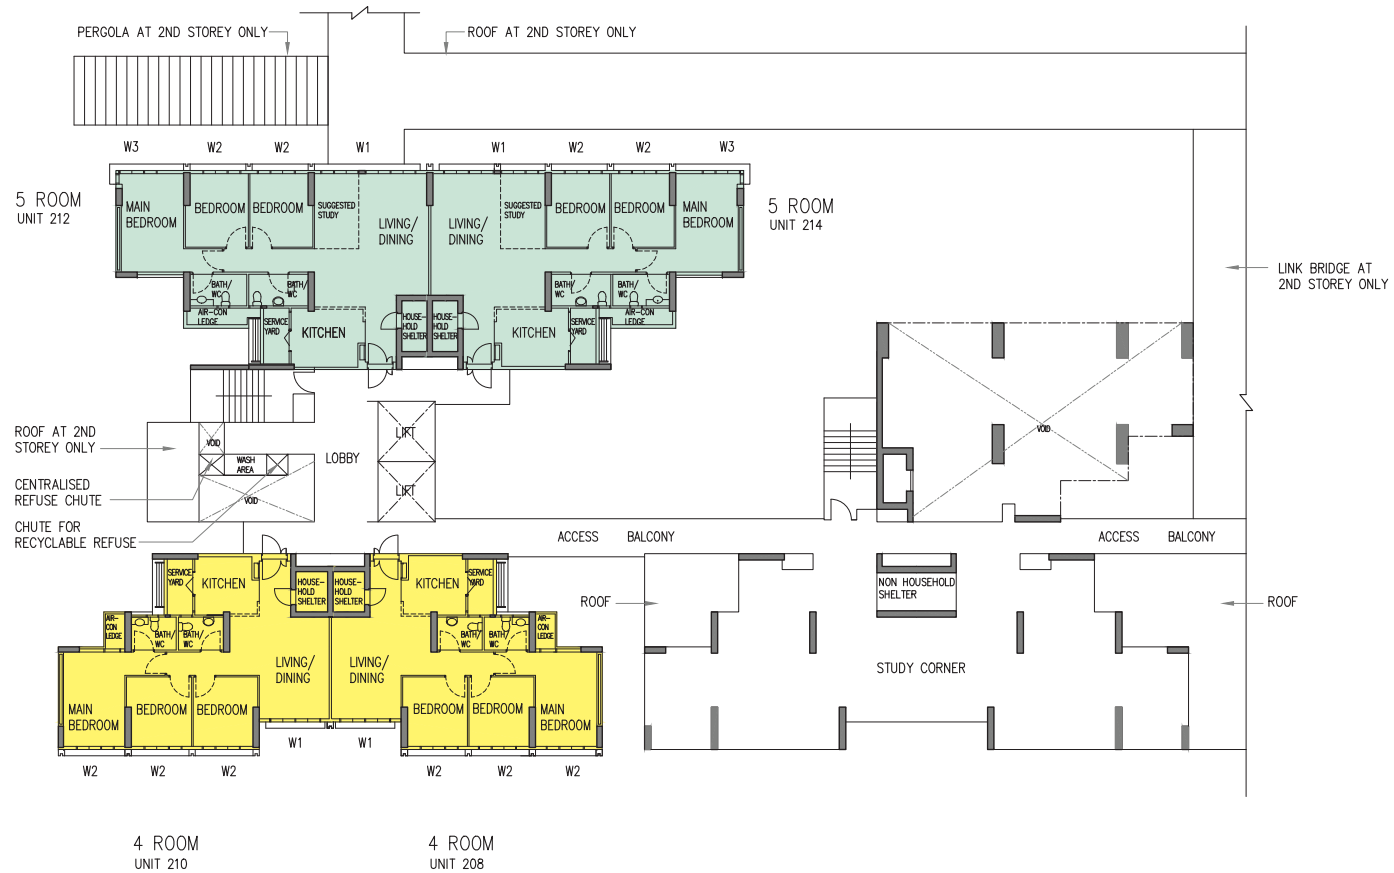 PERGOLA AT 2ND STOREY ONLY
ROOF AT 2ND STOREY ONLY
W3
W2
W2
W1
W1
W2
W2
W3
5 ROOM
UNIT 212
MAIN
BEDROOM
BEDROOM
BEDROOM
SUGGESTED
STUDY
LIVING/
DINING
LIVING/
DINING
SUGGESTED
STUDY
BEDROOM
BEDROOM
MAIN
BEDROOM
5 ROOM
UNIT 214
BATH/
WC
BATH/
WC
BATH/
WC
BATH/
WC
AIR-CON
LEDGE
SERVICE
YARD
KITCHEN
HOUSE-
HOLD
SHELTER
HOUSE-
HOLD
SHELTER
KITCHEN
SERVICE
YARD
AIR-CON
LEDGE
LINK BRIDGE AT
2ND STOREY ONLY
ROOF AT 2ND
STOREY ONLY
VOID
WASH
AREA
LOBBY
LIFT
LIFT
VOID
CENTRALISED
REFUSE CHUTE
CHUTE FOR
RECYCLABLE REFUSE
VOID
ACCESS BALCONY
ACCESS BALCONY
SERVICE
YARD
KITCHEN
HOUSE-
HOLD
SHELTER
HOUSE-
HOLD
SHELTER
KITCHEN
SERVICE
YARD
NON HOUSEHOLD
SHELTER
ROOF
ROOF
AIR-
CON
LEDGE
BATH/
WC
BATH/
WC
BATH/
WC
BATH/
WC
AIR-
CON
LEDGE
LIVING/
DINING
LIVING/
DINING
STUDY CORNER
MAIN
BEDROOM
BEDROOM
BEDROOM
BEDROOM
BEDROOM
MAIN
BEDROOM
W1
W1
W2
W2
W2
W2
W2
W2
4 ROOM
UNIT 210
4 ROOM
UNIT 208